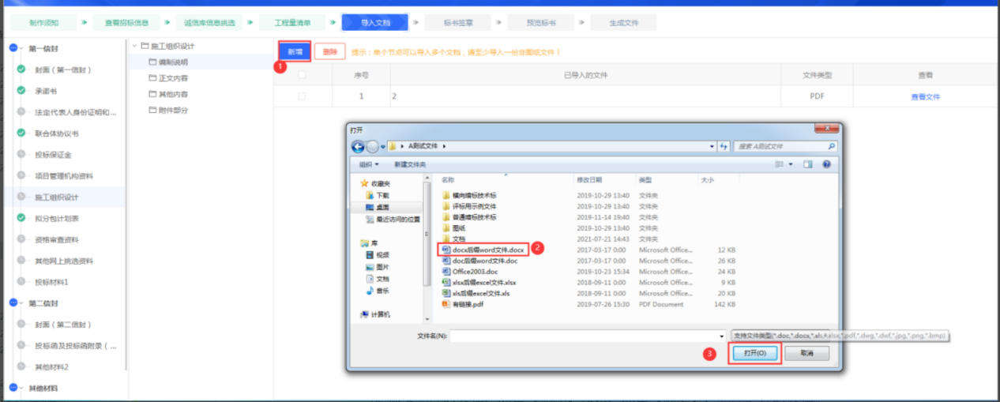 制作须知
查看招标信息
诚信库信息挑选
工程量清单
导入文档
标书签章
预览标书
生成文件
第一信封
封面（第一信封）
承诺书
法定代表人身份证明和...
联合体协议书
投标保证金
项目管理机构资料
施工组织设计
拟分包计划表
资格审查资料
其他网上挑选资料
投标材料1
第二信封
封面（第二信封）
投标函及投标函附录（...
其他材料2
其他材料
施工组织设计
编制说明
正文内容
其他内容
附件部分
新增 删除 提示：单个节点可以导入多个文档，请至少导入一份非图纸文件！
1
序号 已导入的文件 文件类型 查看
1 2 PDF 查看文件
打开
A测试文件 搜索 A测试文件
组织 新建文件夹
收藏夹
下载
桌面
最近访问的位置
库
视频
图片
文档
音乐
计算机
名称 修改日期 类型 大小
横向暗标技术标 2019-10-29 13:40 文件夹
评标用示例文件 2019-10-29 13:40 文件夹
普通暗标技术标 2019-11-14 19:40 文件夹
图纸 2019-10-29 13:40 文件夹
文档 2021-07-21 14:43 文件夹
docx后缀word文件.docx 2 2017-03-17 0:00 Microsoft Office... 12 KB
doc后缀word文件.doc 2017-03-17 0:00 Microsoft Office... 26 KB
Office2003.doc 2019-10-23 15:34 Microsoft Office... 24 KB
xlsx后缀excel文件.xlsx 2018-09-11 0:00 Microsoft Office... 9 KB
xls后缀excel文件.xls 2018-09-11 0:00 Microsoft Office... 20 KB
有链接.pdf 2019-07-26 15:30 PDF Document 142 KB
文件名(N): 支持文件类型(*.doc,*.docx,*.xls,*.xlsx,*.pdf,*.dwg,*.dwf,*.jpg,*.png,*.bmp)
3 打开(O) 取消